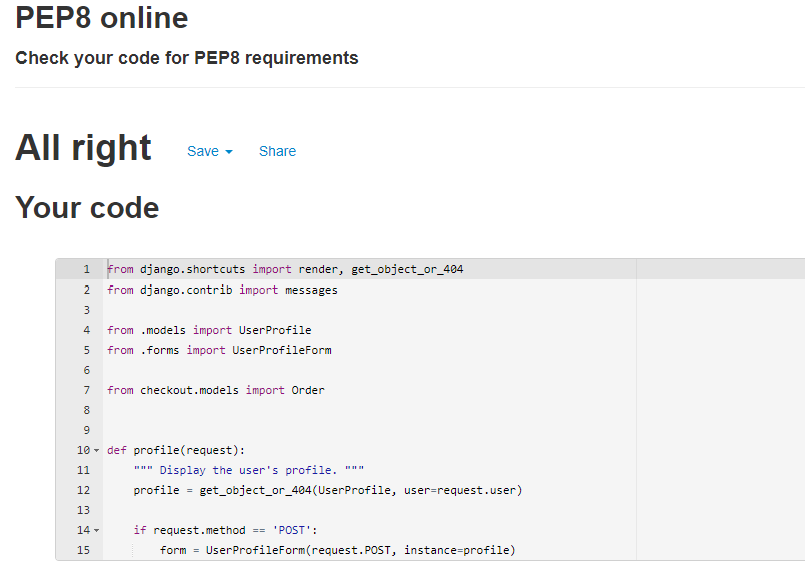 PEP8 online
Check your code for PEP8 requirements
All right Save Share
Your code
1 from django.shortcuts import render, get_object_or_404
2 from django.contrib import messages
3
4 from .models import UserProfile
5 from .forms import UserProfileForm
6
7 from checkout.models import Order
8
9
10 def profile(request):
11     """ Display the user's profile. """
12     profile = get_object_or_404(UserProfile, user=request.user)
13
14     if request.method == 'POST':
15         form = UserProfileForm(request.POST, instance=profile)